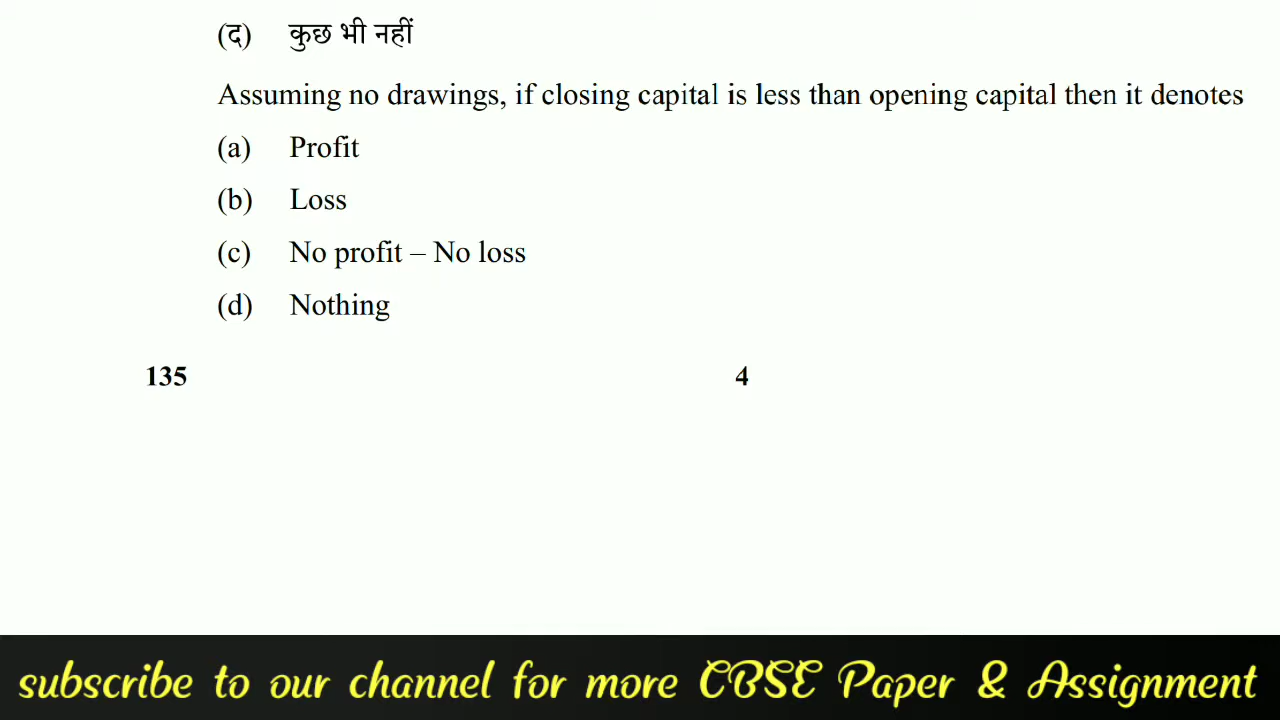 (द) कुछ भी नहीं
Assuming no drawings, if closing capital is less than opening capital then it denotes
(a) Profit
(b) Loss
(c) No profit – No loss
(d) Nothing
135 4
subscribe to our channel for more CBSE Paper & Assignment